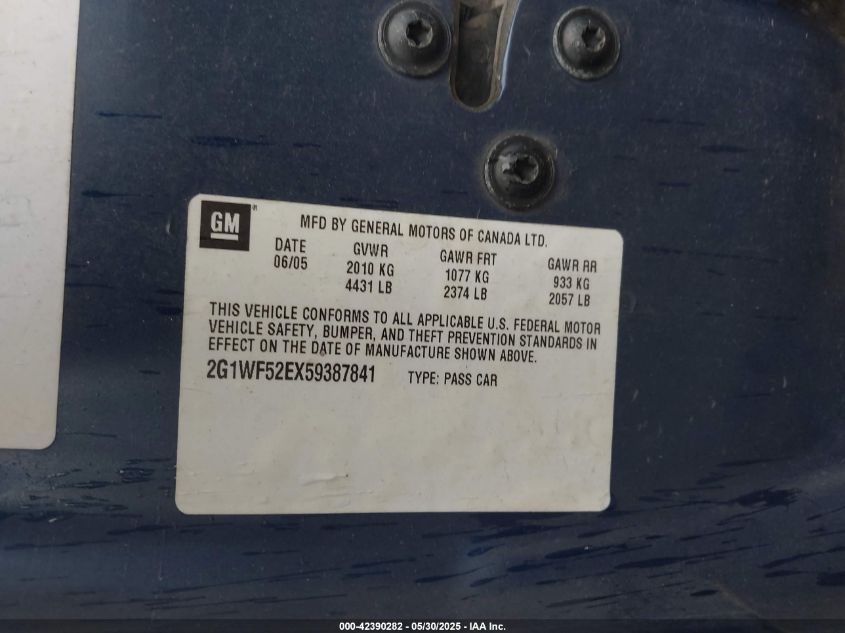 GM ®
MFD BY GENERAL MOTORS OF CANADA LTD.
DATE GVWR GAWR FRT GAWR RR
06/05 2010 KG 1077 KG 933 KG
4431 LB 2374 LB 2057 LB
THIS VEHICLE CONFORMS TO ALL APPLICABLE U.S. FEDERAL MOTOR
VEHICLE SAFETY, BUMPER, AND THEFT PREVENTION STANDARDS IN
EFFECT ON THE DATE OF MANUFACTURE SHOWN ABOVE.
2G1WF52EX59387841 TYPE: PASS CAR
000-42390282 - 05/30/2025 - IAA Inc.